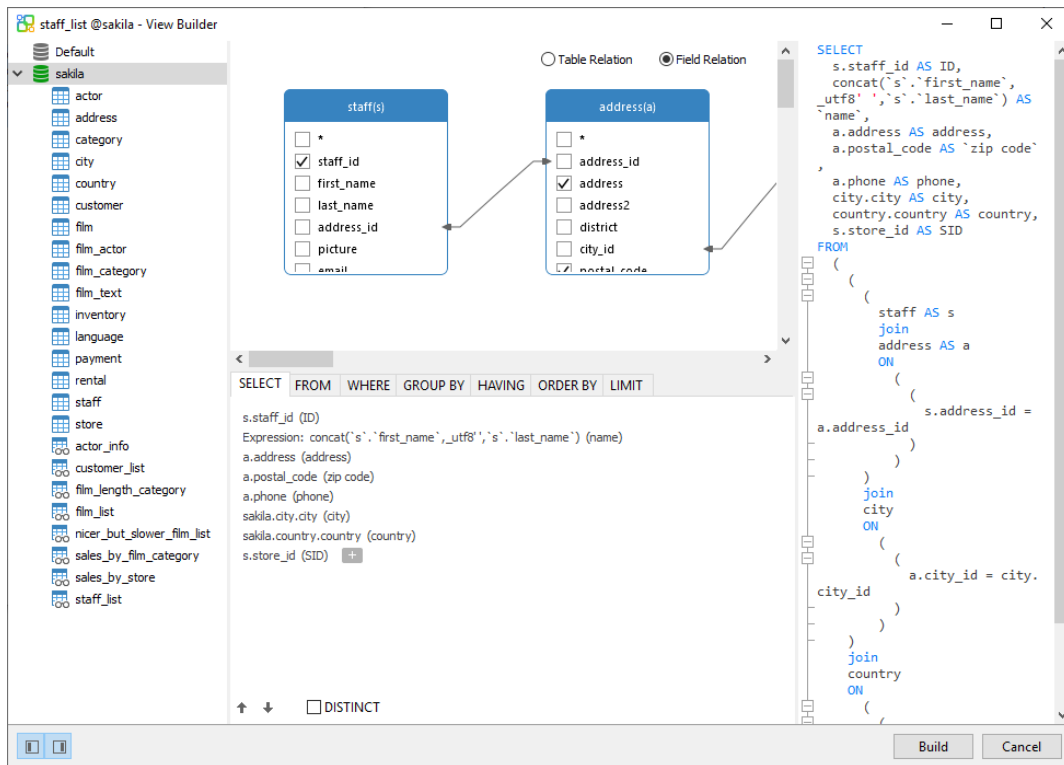 staff_list @sakila - View Builder
Default
sakila
actor
address
category
city
country
customer
film
film_actor
film_category
film_text
inventory
language
payment
rental
staff
store
actor_info
customer_list
film_length_category
film_list
nicer_but_slower_film_list
sales_by_film_category
sales_by_store
staff_list
Table Relation
Field Relation
staff(s)
*
staff_id
first_name
last_name
address_id
picture
email
address(a)
*
address_id
address
address2
district
city_id
postal_code
SELECT FROM WHERE GROUP BY HAVING ORDER BY LIMIT
s.staff_id (ID)
Expression: concat(`s`.`first_name`,_utf8' ',`s`.`last_name`) (name)
a.address (address)
a.postal_code (zip code)
a.phone (phone)
sakila.city.city (city)
sakila.country.country (country)
s.store_id (SID) +
DISTINCT
SELECT
s.staff_id AS ID,
concat(`s`.`first_name`,
_utf8' ',`s`.`last_name`) AS
`name`,
a.address AS address,
a.postal_code AS `zip code`
,
a.phone AS phone,
city.city AS city,
country.country AS country,
s.store_id AS SID
FROM
(
(
(
staff AS s
join
address AS a
ON
(
(
s.address_id =
a.address_id
)
)
)
join
city
ON
(
(
a.city_id = city.
city_id
)
)
)
join
country
ON
(
(
Build
Cancel